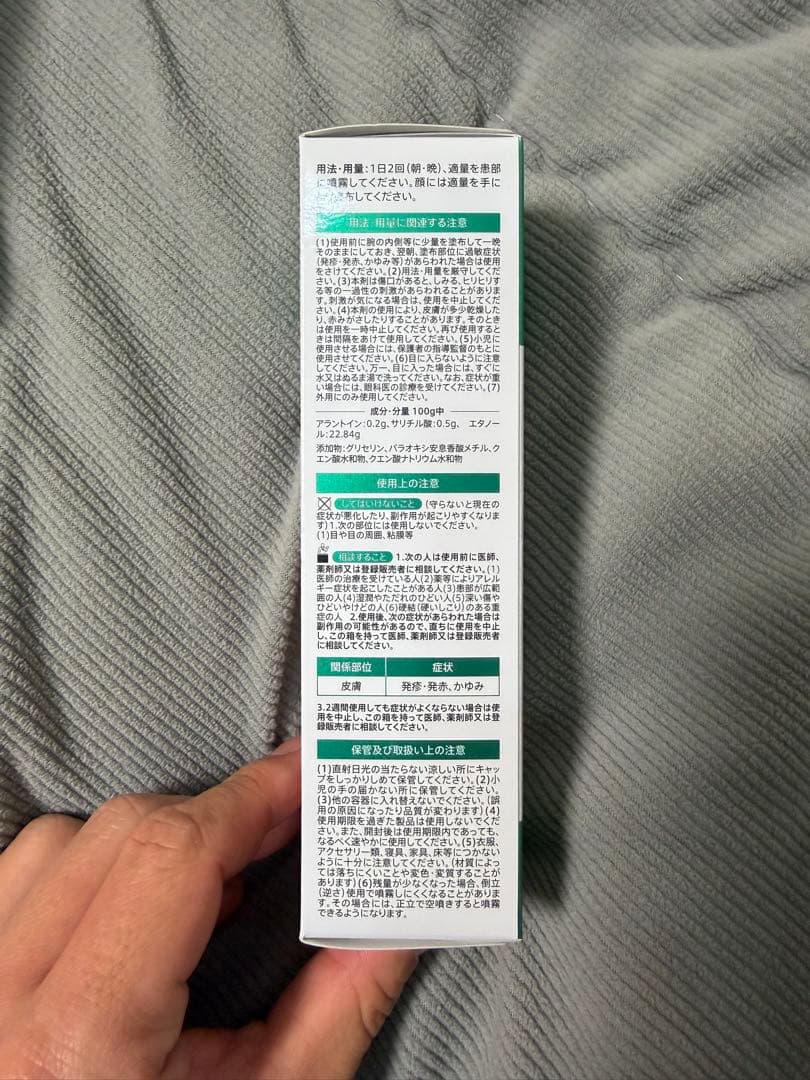 用法・用量:1日2回(朝・晩)、適量を患部
に噴霧してください。顔には適量を手に
布してください。
用法・用量に関連する注意
(1)使用前に腕の内側等に少量を塗布して一晩
そのままにしておき、翌朝、塗布部位に過敏症状
(発疹・発赤、かゆみ等)があらわれた場合は使用
をさけてください。(2)用法・用量を厳守してくだ
さい。(3)本剤は傷口があると、しみる、ヒリヒリす
る等の一過性の刺激があらわれることがありま
す。刺激が気になる場合は、使用を中止してくだ
さい。(4)本剤の使用により、皮膚が多少乾燥した
り、赤みがさしたりすることがあります。そのとき
は使用を一時中止してください。再び使用すると
きは間隔をあけて使用してください。(5)小児に
使用させる場合には、保護者の指導監督のもとに
使用させてください。(6)目に入らないように注意
してください。万一、目に入った場合には、すぐに
水又はぬるま湯で洗ってください。なお、症状が重
い場合には、眼科医の診療を受けてください。(7)
外用にのみ使用してください。
成分・分量 100g中
アラントイン:0.2g、サリチル酸:0.5g、 エタノ
ール:22.84g
添加物:グリセリン、パラオキシ安息香酸メチル、ク
エン酸水和物、クエン酸ナトリウム水和物
使用上の注意
してはいけないこと (守らないと現在の
症状が悪化したり、副作用が起こりやすくなりま
す)1.次の部位には使用しないでください。
(1)目や目の周囲、粘膜等
相談すること 1.次の人は使用前に医師、
薬剤師又は登録販売者に相談してください。(1)
医師の治療を受けている人(2)薬等によりアレル
ギー症状を起こしたことがある人(3)患部が広範
囲の人(4)湿潤やただれのひどい人(5)深い傷や
ひどいやけどの人(6)硬結(硬いしこり)のある重
症の人 2.使用後、次の症状があらわれた場合は
副作用の可能性があるので、直ちに使用を中止
し、この箱を持って医師、薬剤師又は登録販売者
に相談してください。
関係部位 症状
皮膚 発疹・発赤、かゆみ
3.2週間使用しても症状がよくならない場合は使
用を中止し、この箱を持って医師、薬剤師又は登
録販売者に相談してください。
保管及び取扱い上の注意
(1)直射日光の当たらない涼しい所にキャッ
プをしっかりしめて保管してください。(2)小
児の手の届かない所に保管してください。
(3)他の容器に入れ替えないでください。(誤
用の原因になったり品質が変わります)(4)
使用期限を過ぎた製品は使用しないでくだ
さい。また、開封後は使用期限内であっても、
なるべく速やかに使用してください。(5)衣服、
アクセサリー類、寝具、家具、床等につかない
ように十分に注意してください。(材質によっ
ては落ちにくいことや変色・変質することが
あります)(6)残量が少なくなった場合、倒立
(逆さ)使用で噴霧しにくくなることがありま
す。その場合には、正立で空噴きすると噴霧
できるようになります。